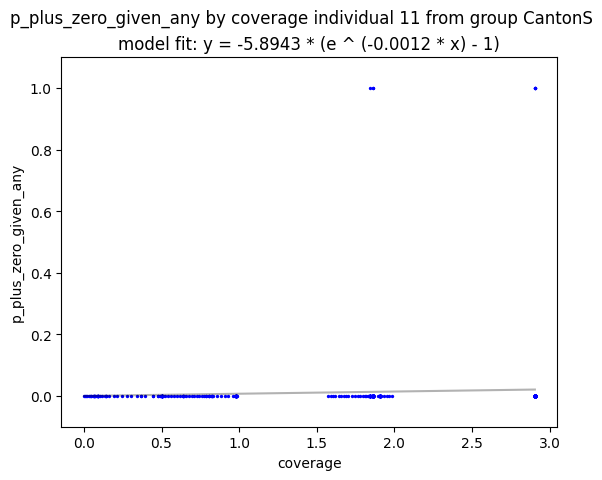 p_plus_zero_given_any by coverage individual 11 from group CantonS
model fit: y = -5.8943 * (e ^ (-0.0012 * x) - 1)
1.0
0.8
0.6
0.4
0.2
0.0
p_plus_zero_given_any
0.0 0.5 1.0 1.5 2.0 2.5 3.0
coverage